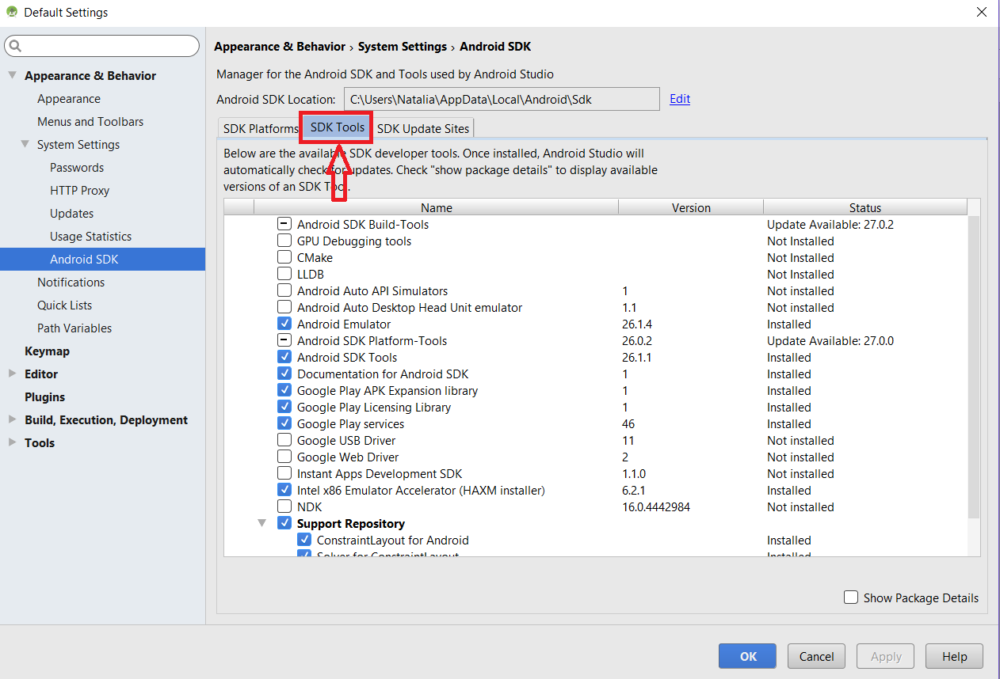 Default Settings
Appearance & Behavior
Appearance
Menus and Toolbars
System Settings
Passwords
HTTP Proxy
Updates
Usage Statistics
Android SDK
Notifications
Quick Lists
Path Variables
Keymap
Editor
Plugins
Build, Execution, Deployment
Tools
Appearance & Behavior › System Settings › Android SDK
Manager for the Android SDK and Tools used by Android Studio
Android SDK Location: C:\Users\Natalia\AppData\Local\Android\Sdk Edit
SDK Platforms SDK Tools SDK Update Sites
Below are the available SDK developer tools. Once installed, Android Studio will
automatically check for updates. Check "show package details" to display available
versions of an SDK Tool.
Name Version Status
Android SDK Build-Tools Update Available: 27.0.2
GPU Debugging tools Not Installed
CMake Not Installed
LLDB Not Installed
Android Auto API Simulators 1 Not installed
Android Auto Desktop Head Unit emulator 1.1 Not installed
Android Emulator 26.1.4 Installed
Android SDK Platform-Tools 26.0.2 Update Available: 27.0.0
Android SDK Tools 26.1.1 Installed
Documentation for Android SDK 1 Installed
Google Play APK Expansion library 1 Installed
Google Play Licensing Library 1 Installed
Google Play services 46 Installed
Google USB Driver 11 Not installed
Google Web Driver 2 Not installed
Instant Apps Development SDK 1.1.0 Not installed
Intel x86 Emulator Accelerator (HAXM installer) 6.2.1 Installed
NDK 16.0.4442984 Not installed
Support Repository
ConstraintLayout for Android Installed
Solver for ConstraintLayout Installed
Show Package Details
OK Cancel Apply Help